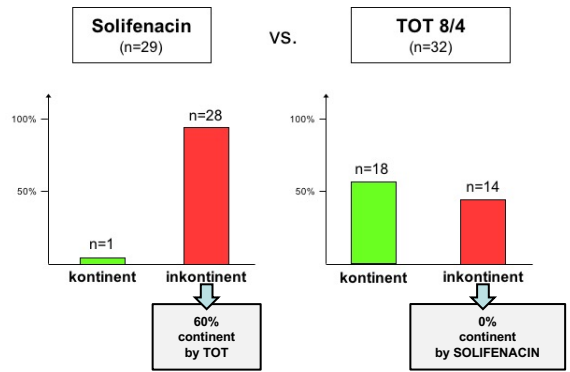 Solifenacin
(n=29)
vs.
TOT 8/4
(n=32)
100%
50%
n=1
n=28
kontinent
inkontinent
60%
continent
by TOT
100%
50%
n=18
n=14
kontinent
inkontinent
0%
continent
by SOLIFENACIN